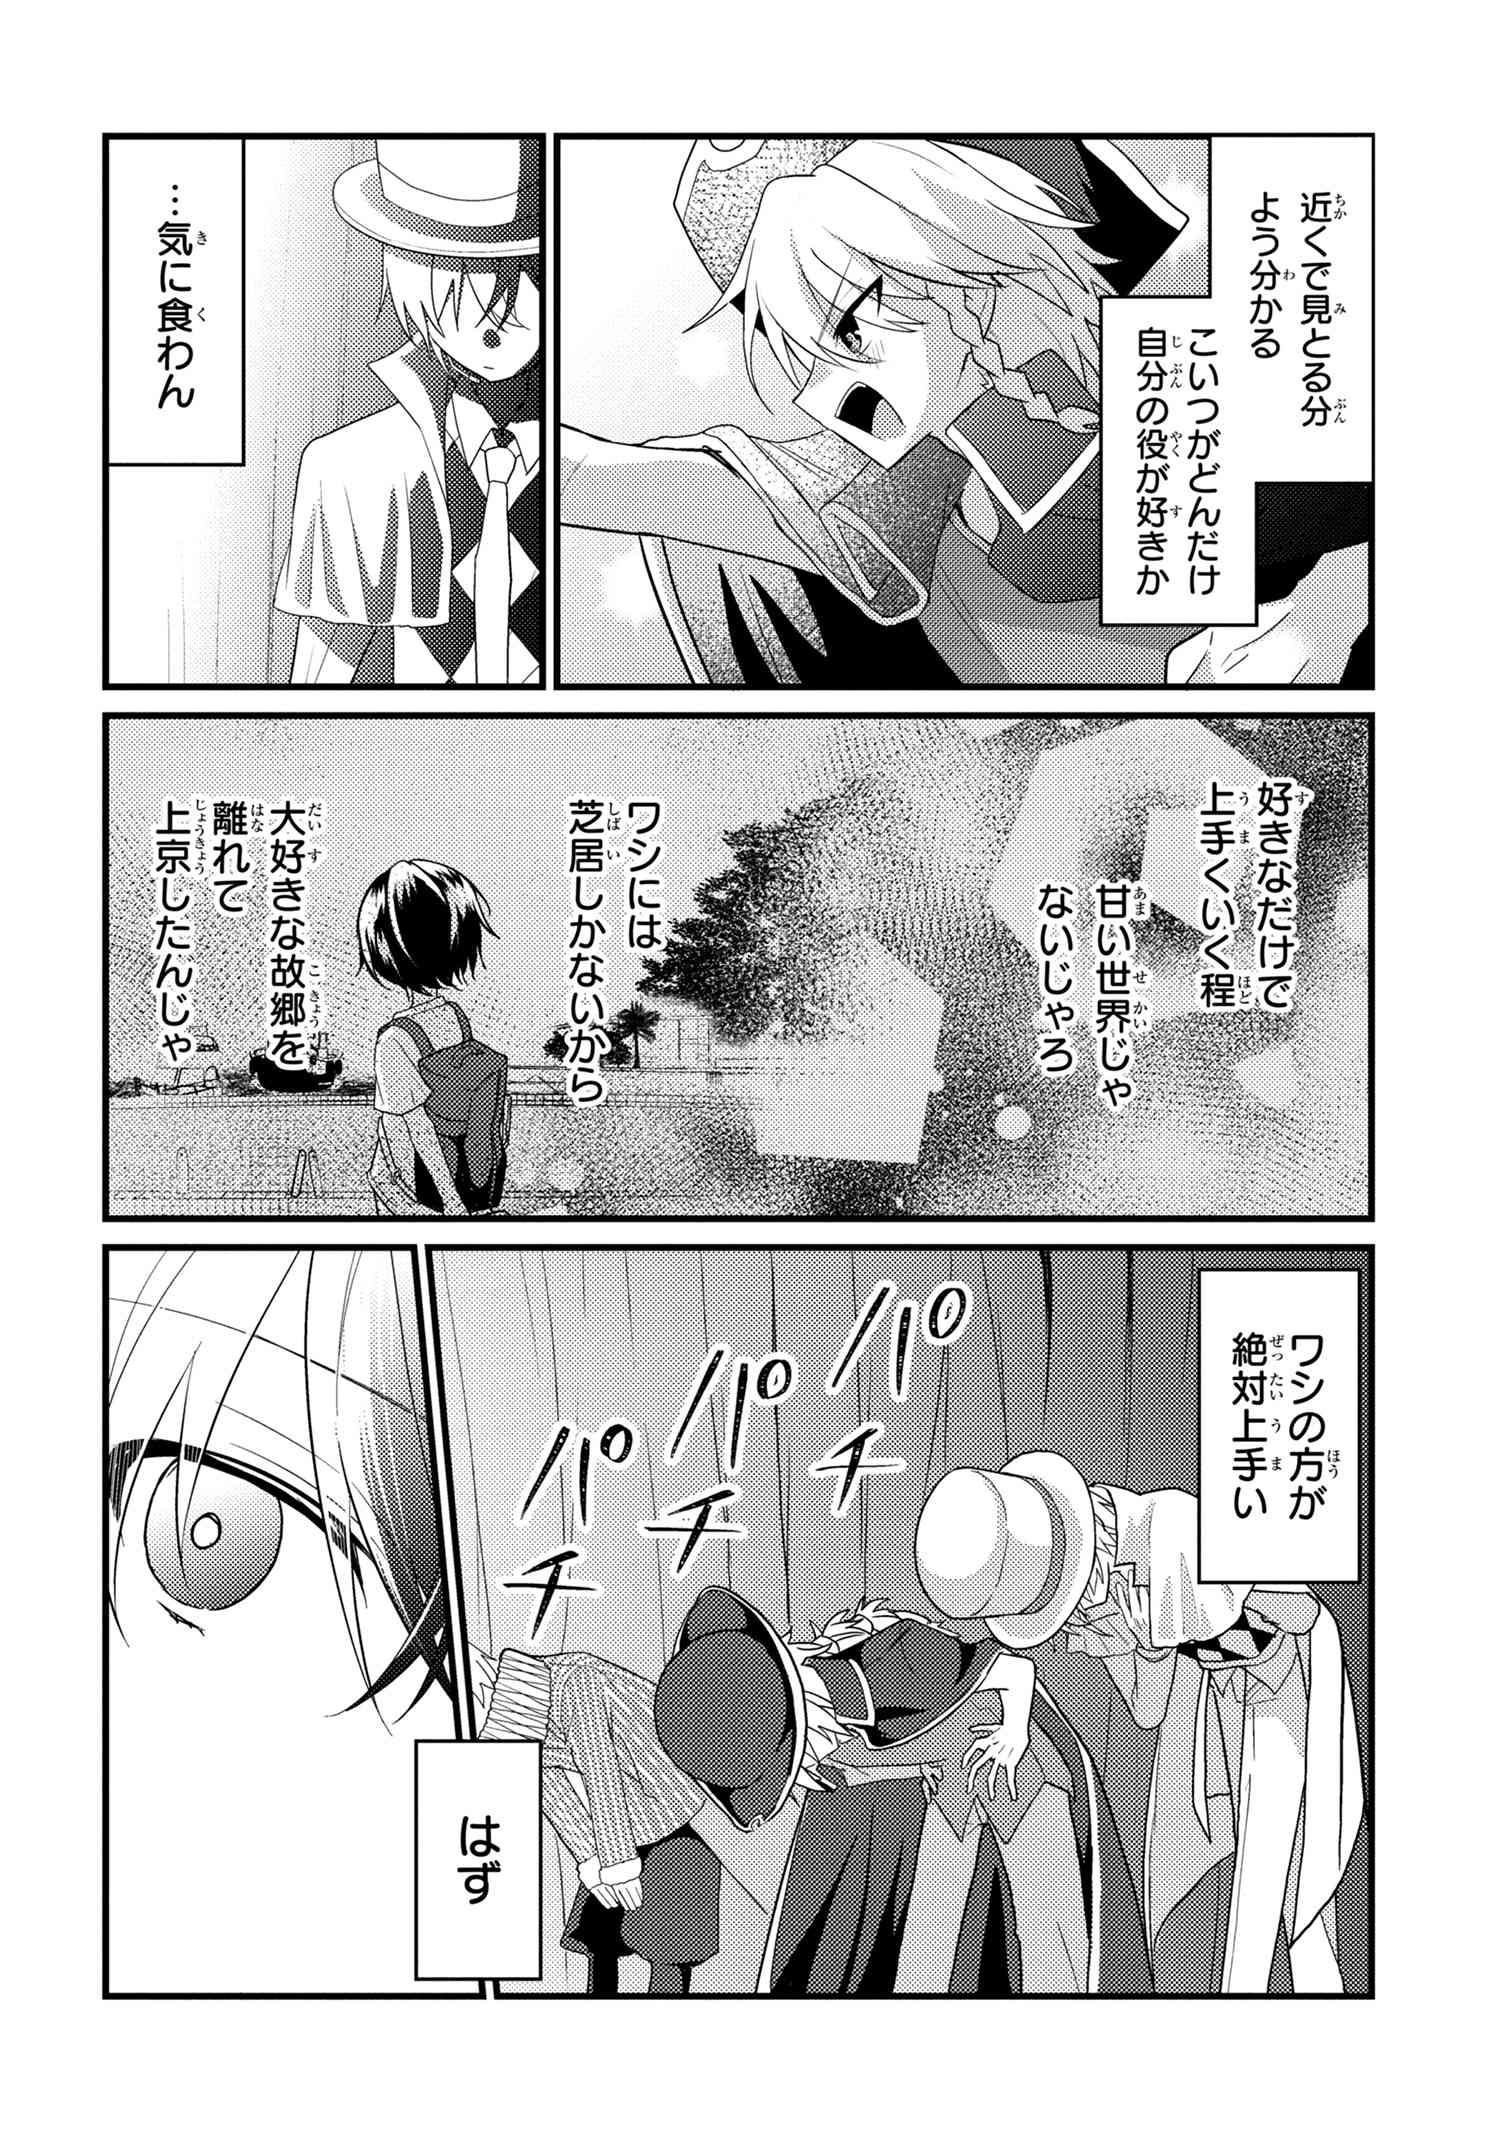 近くで見とる分
よう分かる
こいつがどんだけ
自分の役が好きか
…気に食わん
好きなだけで
上手くいく程
甘い世界じゃ
ないじゃろ
ワシには
芝居しかないから
大好きな故郷を
離れて
上京したんじゃ
ワシの方が
絶対上手い
パチ
パチ
パチ
はず